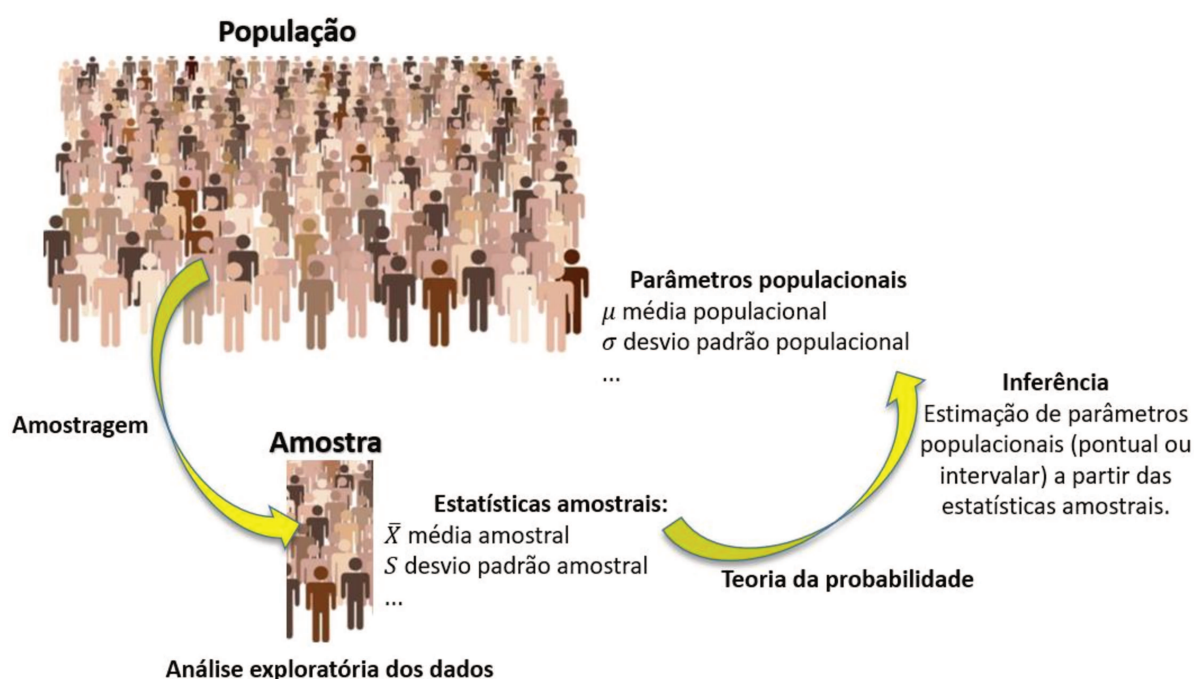 População
Parâmetros populacionais
μ média populacional
σ desvio padrão populacional
...
Inferência
Estimação de parâmetros
populacionais (pontual ou
intervalar) a partir das
estatísticas amostrais.
Amostragem
Amostra
Estatísticas amostrais:
X̄ média amostral
S desvio padrão amostral
...
Teoria da probabilidade
Análise exploratória dos dados